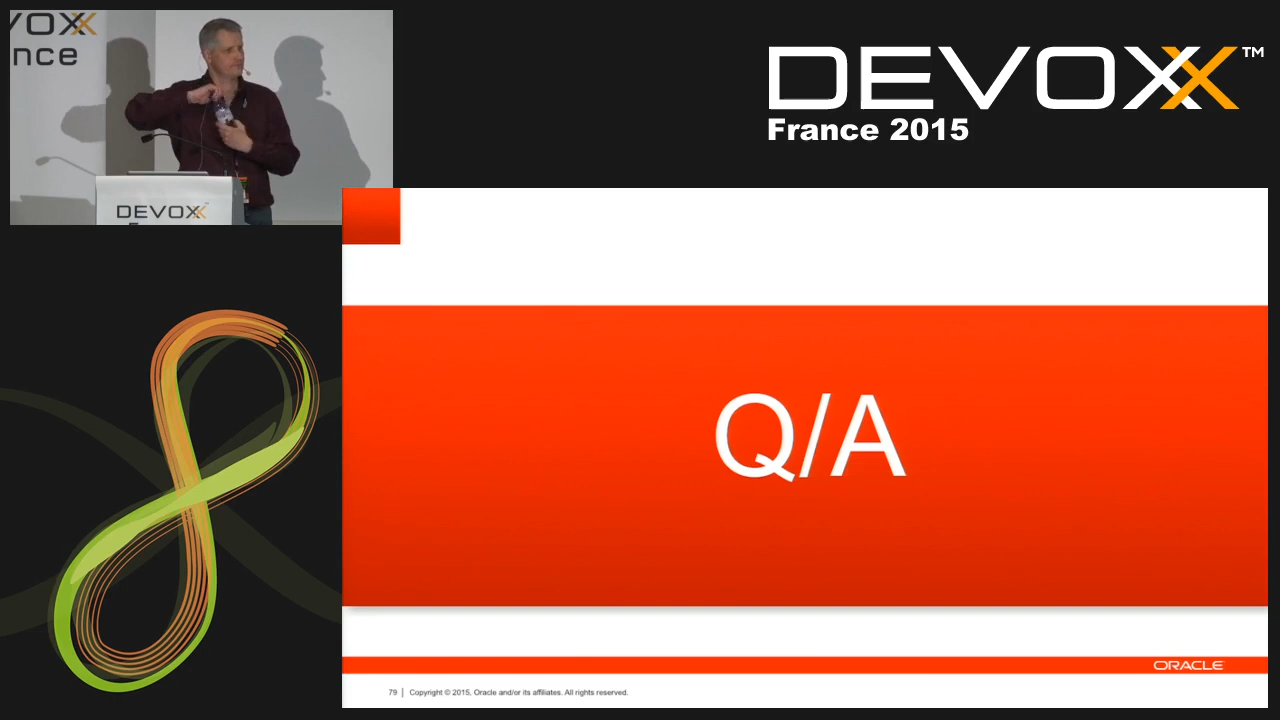 VOXX
nce
DEVOXX
DEVOXX™
France 2015
Q/A
ORACLE
79 | Copyright © 2015, Oracle and/or its affiliates. All rights reserved.